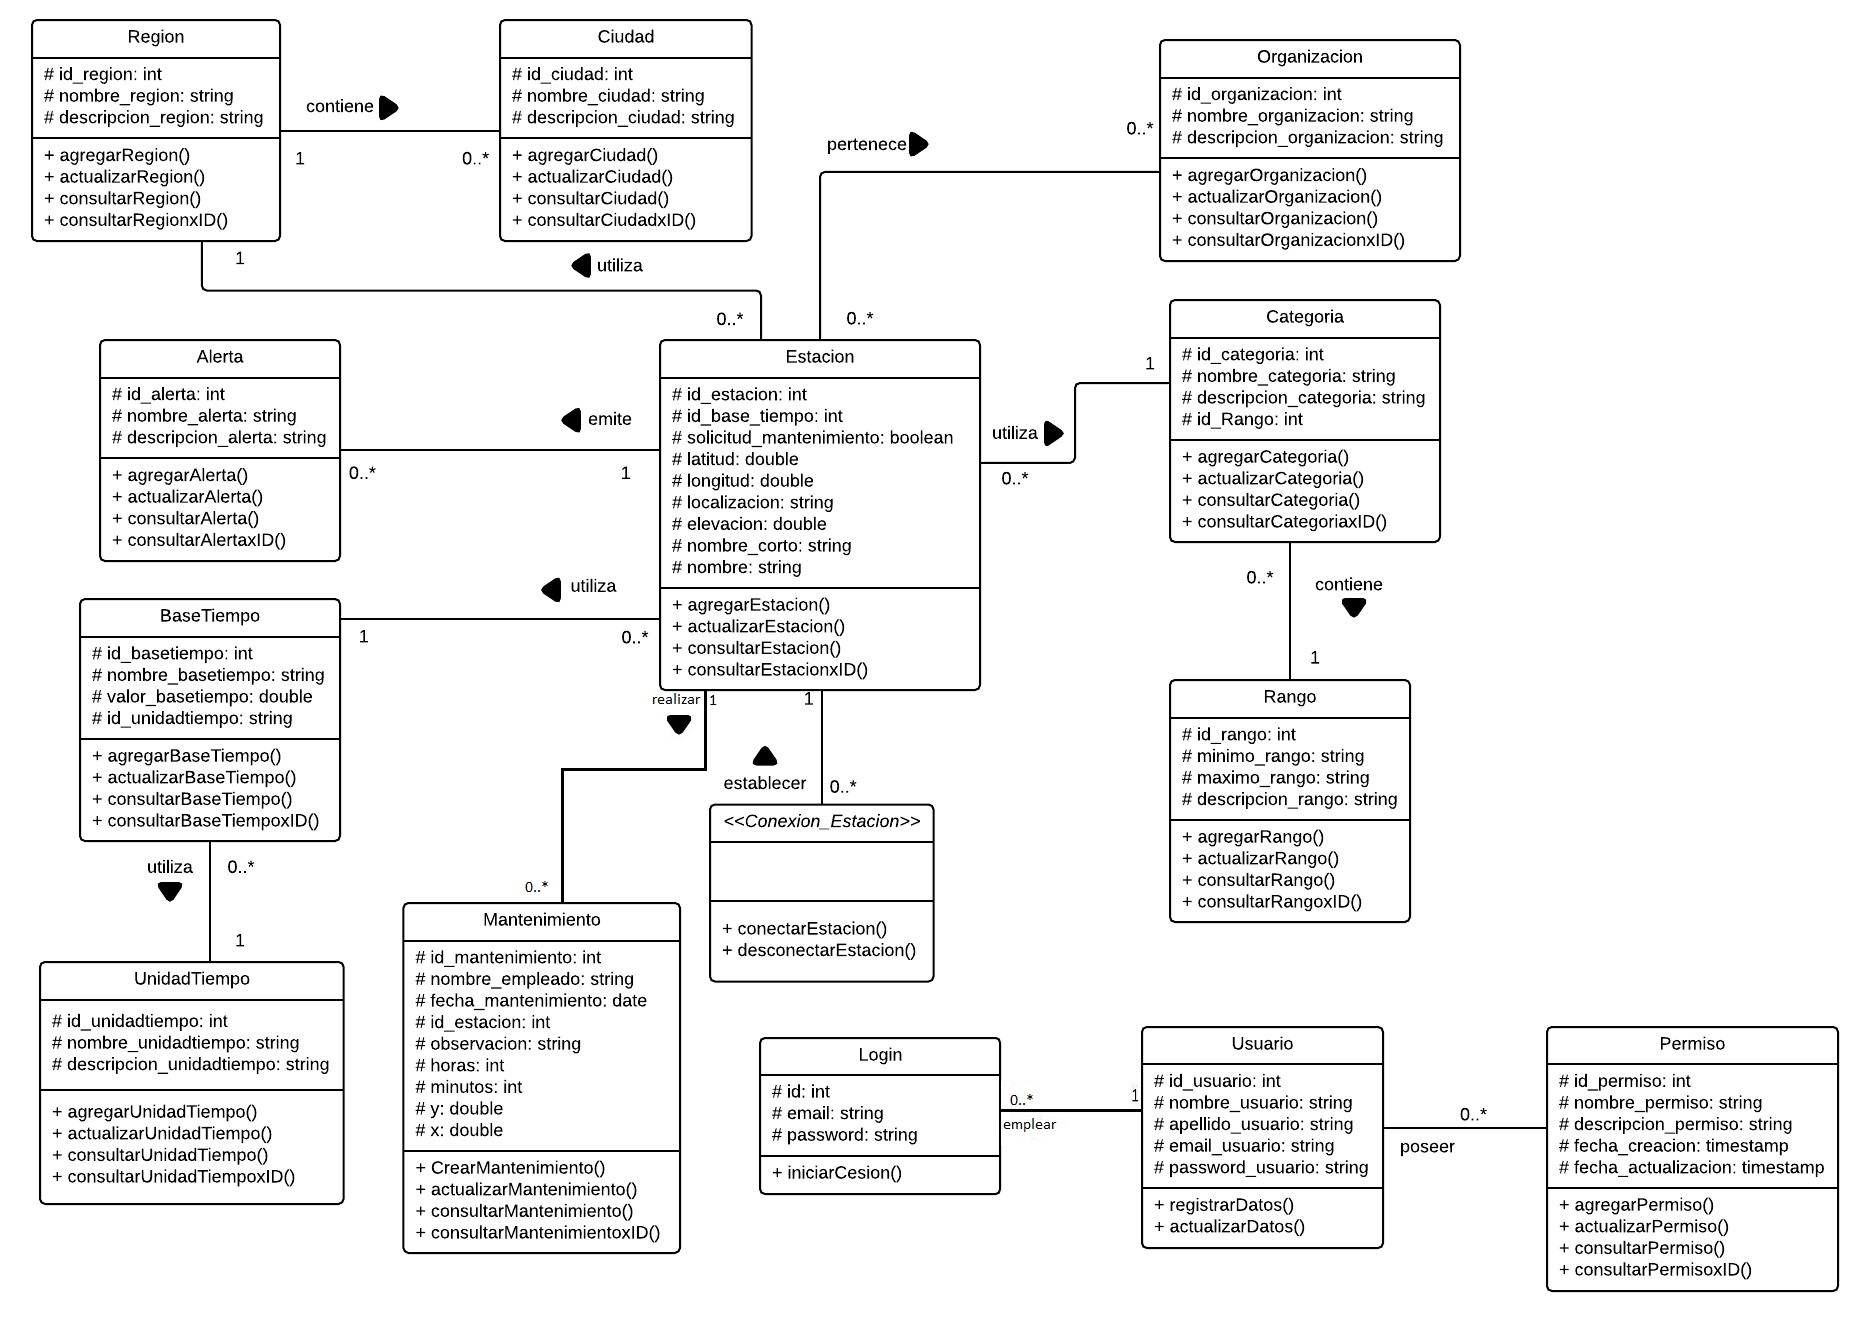 Region
# id_region: int
# nombre_region: string
# descripcion_region: string
+ agregarRegion()
+ actualizarRegion()
+ consultarRegion()
+ consultarRegionxID()
contiene
1
0..*
Ciudad
# id_ciudad: int
# nombre_ciudad: string
# descripcion_ciudad: string
+ agregarCiudad()
+ actualizarCiudad()
+ consultarCiudad()
+ consultarCiudadxID()
Organizacion
# id_organizacion: int
# nombre_organizacion: string
# descripcion_organizacion: string
+ agregarOrganizacion()
+ actualizarOrganizacion()
+ consultarOrganizacion()
+ consultarOrganizacionxID()
pertenece
0..*
0..*
1
utiliza
0..*
Alerta
# id_alerta: int
# nombre_alerta: string
# descripcion_alerta: string
+ agregarAlerta()
+ actualizarAlerta()
+ consultarAlerta()
+ consultarAlertaxID()
emite
0..*
1
Estacion
# id_estacion: int
# id_base_tiempo: int
# solicitud_mantenimiento: boolean
# latitud: double
# longitud: double
# localizacion: string
# elevacion: double
# nombre_corto: string
# nombre: string
+ agregarEstacion()
+ actualizarEstacion()
+ consultarEstacion()
+ consultarEstacionxID()
utiliza
0..*
1
Categoria
# id_categoria: int
# nombre_categoria: string
# descripcion_categoria: string
# id_Rango: int
+ agregarCategoria()
+ actualizarCategoria()
+ consultarCategoria()
+ consultarCategoriaxID()
0..*
contiene
1
Rango
# id_rango: int
# minimo_rango: string
# maximo_rango: string
# descripcion_rango: string
+ agregarRango()
+ actualizarRango()
+ consultarRango()
+ consultarRangoxID()
utiliza
1
0..*
BaseTiempo
# id_basetiempo: int
# nombre_basetiempo: string
# valor_basetiempo: double
# id_unidadtiempo: string
+ agregarBaseTiempo()
+ actualizarBaseTiempo()
+ consultarBaseTiempo()
+ consultarBaseTiempoxID()
utiliza
0..*
1
UnidadTiempo
# id_unidadtiempo: int
# nombre_unidadtiempo: string
# descripcion_unidadtiempo: string
+ agregarUnidadTiempo()
+ actualizarUnidadTiempo()
+ consultarUnidadTiempo()
+ consultarUnidadTiempoxID()
realizar
1
0..*
Mantenimiento
# id_mantenimiento: int
# nombre_empleado: string
# fecha_mantenimiento: date
# id_estacion: int
# observacion: string
# horas: int
# minutos: int
# y: double
# x: double
+ CrearMantenimiento()
+ actualizarMantenimiento()
+ consultarMantenimiento()
+ consultarMantenimientoxID()
1
establecer
0..*
<<Conexion_Estacion>>
+ conectarEstacion()
+ desconectarEstacion()
Login
# id: int
# email: string
# password: string
+ iniciarCesion()
0..*
1
emplear
Usuario
# id_usuario: int
# nombre_usuario: string
# apellido_usuario: string
# email_usuario: string
# password_usuario: string
+ registrarDatos()
+ actualizarDatos()
0..*
poseer
Permiso
# id_permiso: int
# nombre_permiso: string
# descripcion_permiso: string
# fecha_creacion: timestamp
# fecha_actualizacion: timestamp
+ agregarPermiso()
+ actualizarPermiso()
+ consultarPermiso()
+ consultarPermisoxID()